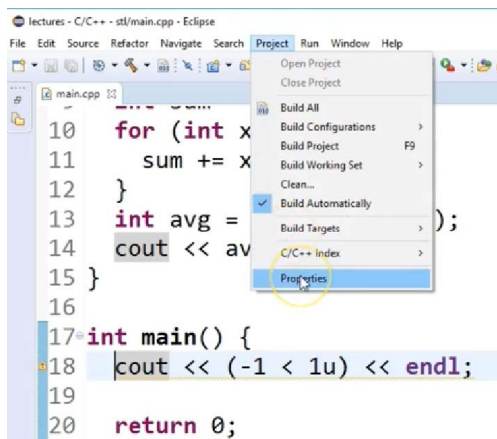 lectures - C/C++ - stl/main.cpp - Eclipse
File Edit Source Refactor Navigate Search Project Run Window Help
Open Project
Close Project
Build All
Build Configurations
Build Project F9
Build Working Set
Clean...
Build Automatically
Build Targets
C/C++ Index
Properties
main.cpp
10 for (int x
11 sum += x
12 }
13 int avg = );
14 cout << av
15 }
16
17 int main() {
18 cout << (-1 < 1u) << endl;
19
20 return 0;